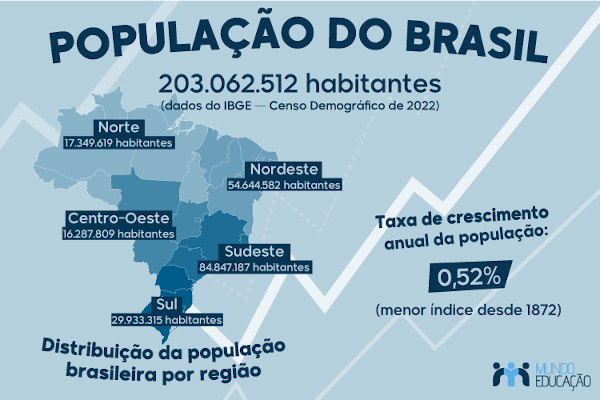 POPULAÇÃO DO BRASIL
203.062.512 habitantes
(dados do IBGE — Censo Demográfico de 2022)
Norte
17.349.619 habitantes
Nordeste
54.644.582 habitantes
Centro-Oeste
16.287.809 habitantes
Sudeste
84.847.187 habitantes
Sul
29.933.315 habitantes
Distribuição da população
brasileira por região
Taxa de crescimento
anual da população:
0,52%
(menor índice desde 1872)
MUNDO
EDUCAÇÃO